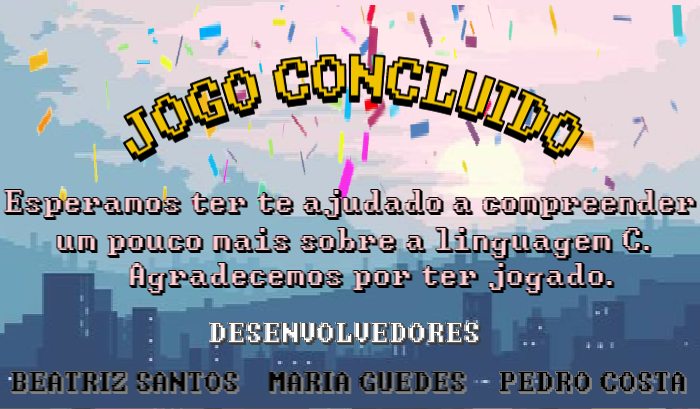 JOGO CONCLUIDO
Esperamos ter te ajudado a compreender
um pouco mais sobre a linguagem C.
Agradecemos por ter jogado.
DESENVOLVEDORES
BEATRIZ SANTOS MARIA GUEDES - PEDRO COSTA